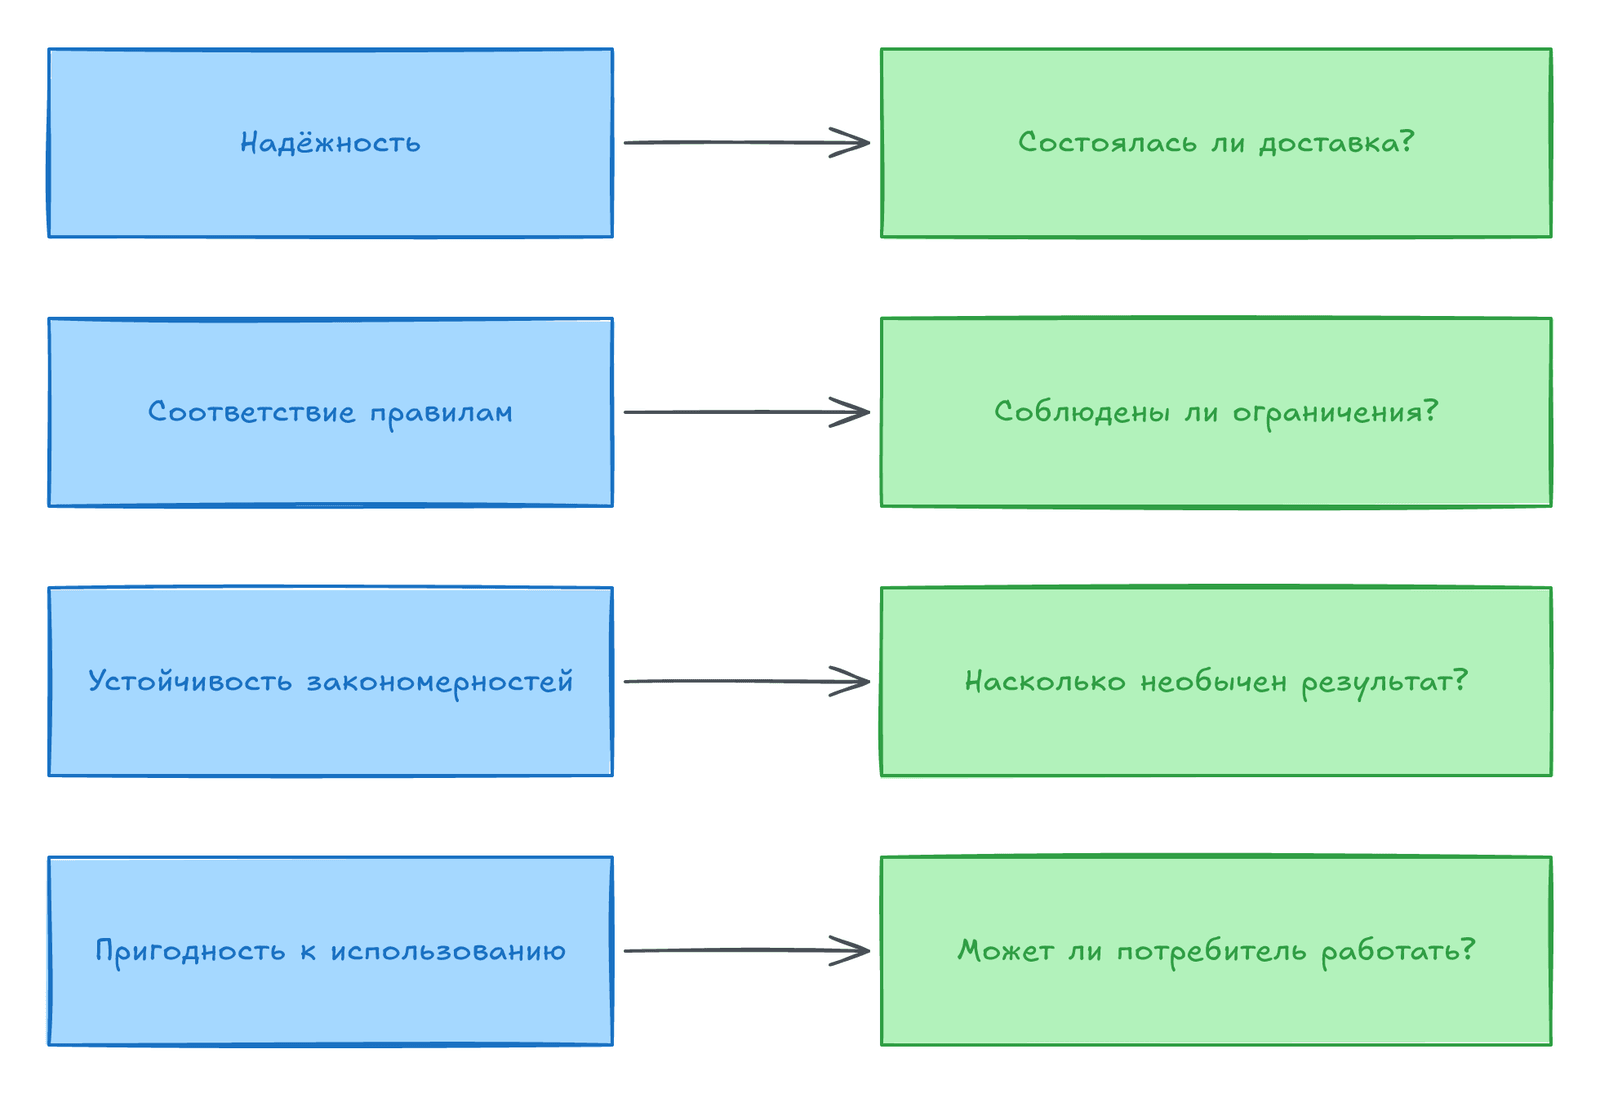 Надёжность
Состоялась ли доставка?
Соответствие правилам
Соблюдены ли ограничения?
Устойчивость закономерностей
Насколько необычен результат?
Пригодность к использованию
Может ли потребитель работать?